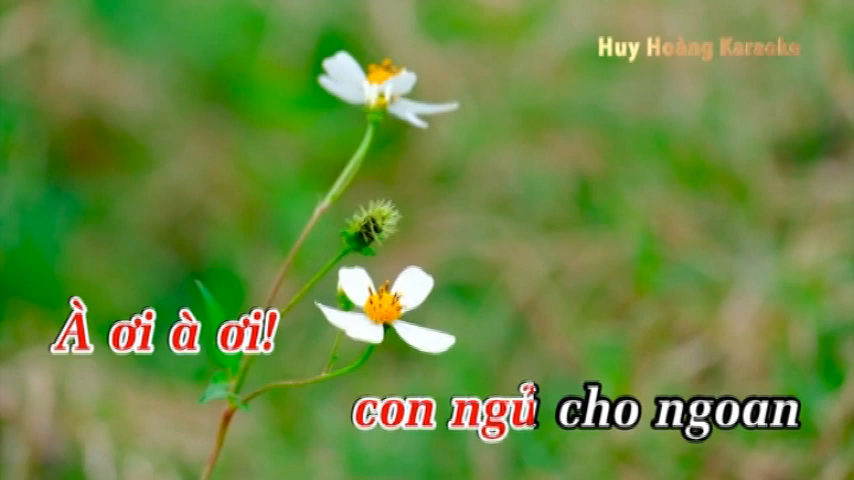 Huy Hoàng Karaoke
À ơi à ơi!
con ngủ cho ngoan